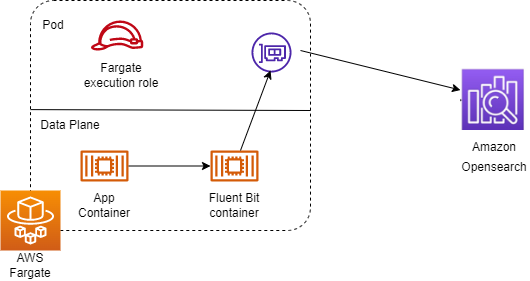 Pod
Fargate
execution role
Data Plane
App
Container
Fluent Bit
container
Amazon
Opensearch
AWS
Fargate